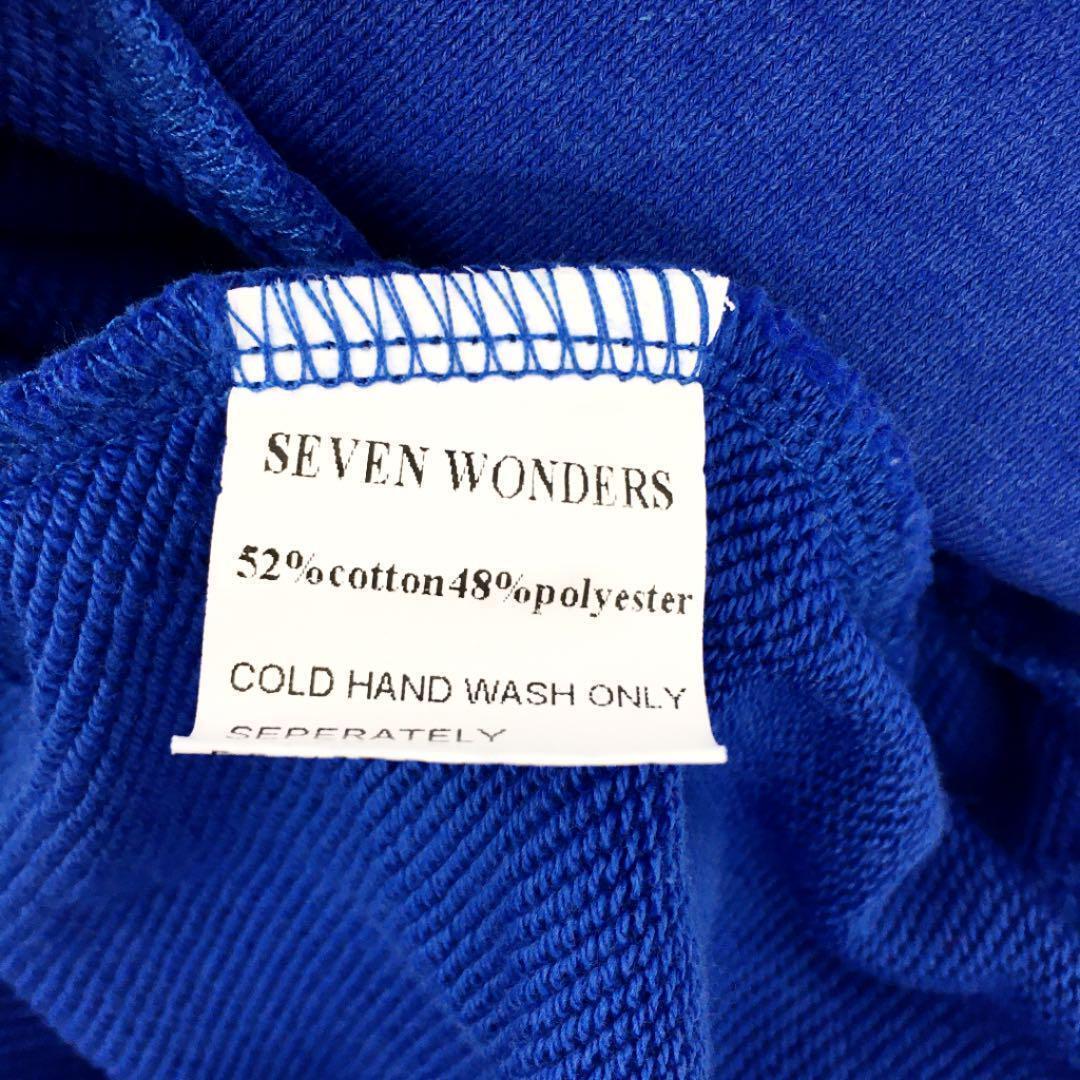 SEVEN WONDERS
52%cotton48%polyester
COLD HAND WASH ONLY
SEPERATELY